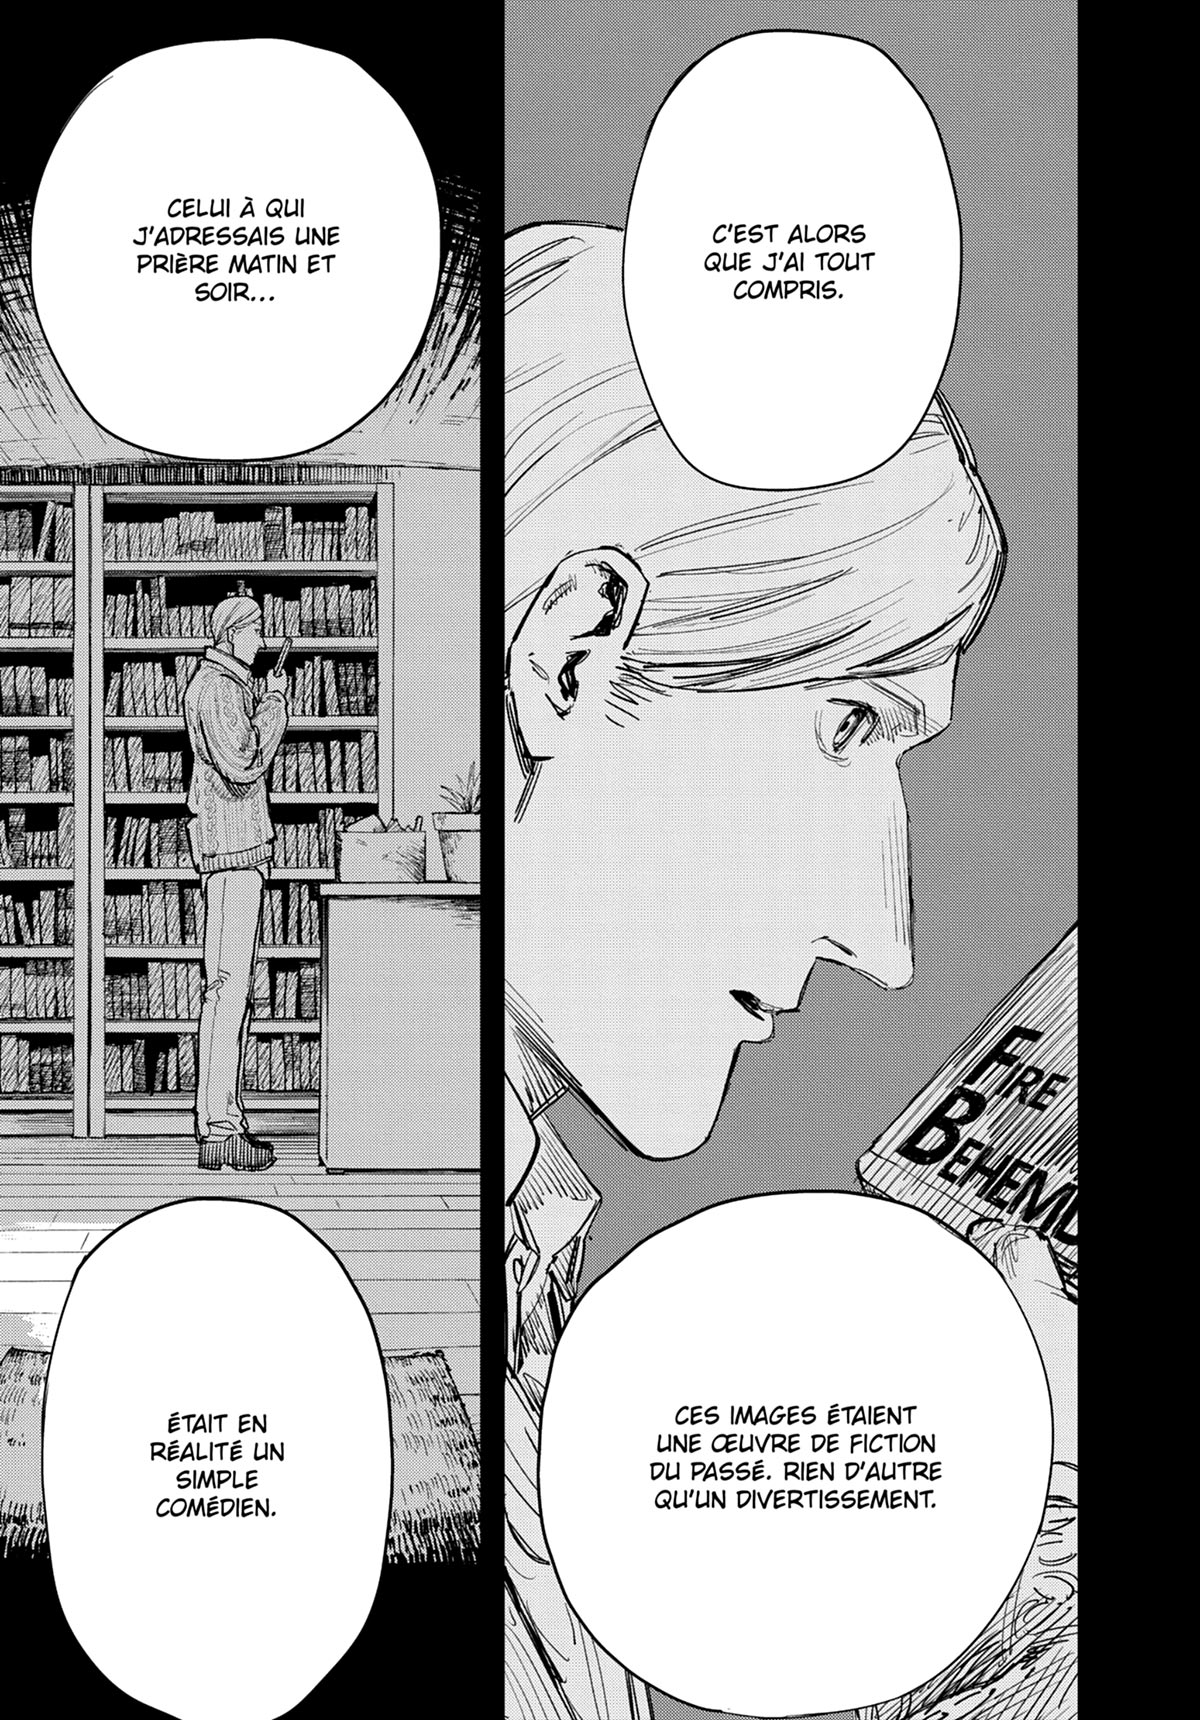 C'EST ALORS
QUE J'AI TOUT
COMPRIS.
FIRE
BEHEM
CES IMAGES ÉTAIENT
UNE ŒUVRE DE FICTION
DU PASSÉ. RIEN D'AUTRE
QU'UN DIVERTISSEMENT.
CELUI À QUI
J'ADRESSAIS UNE
PRIÈRE MATIN ET
SOIR...
ÉTAIT EN
RÉALITÉ UN
SIMPLE
COMÉDIEN.